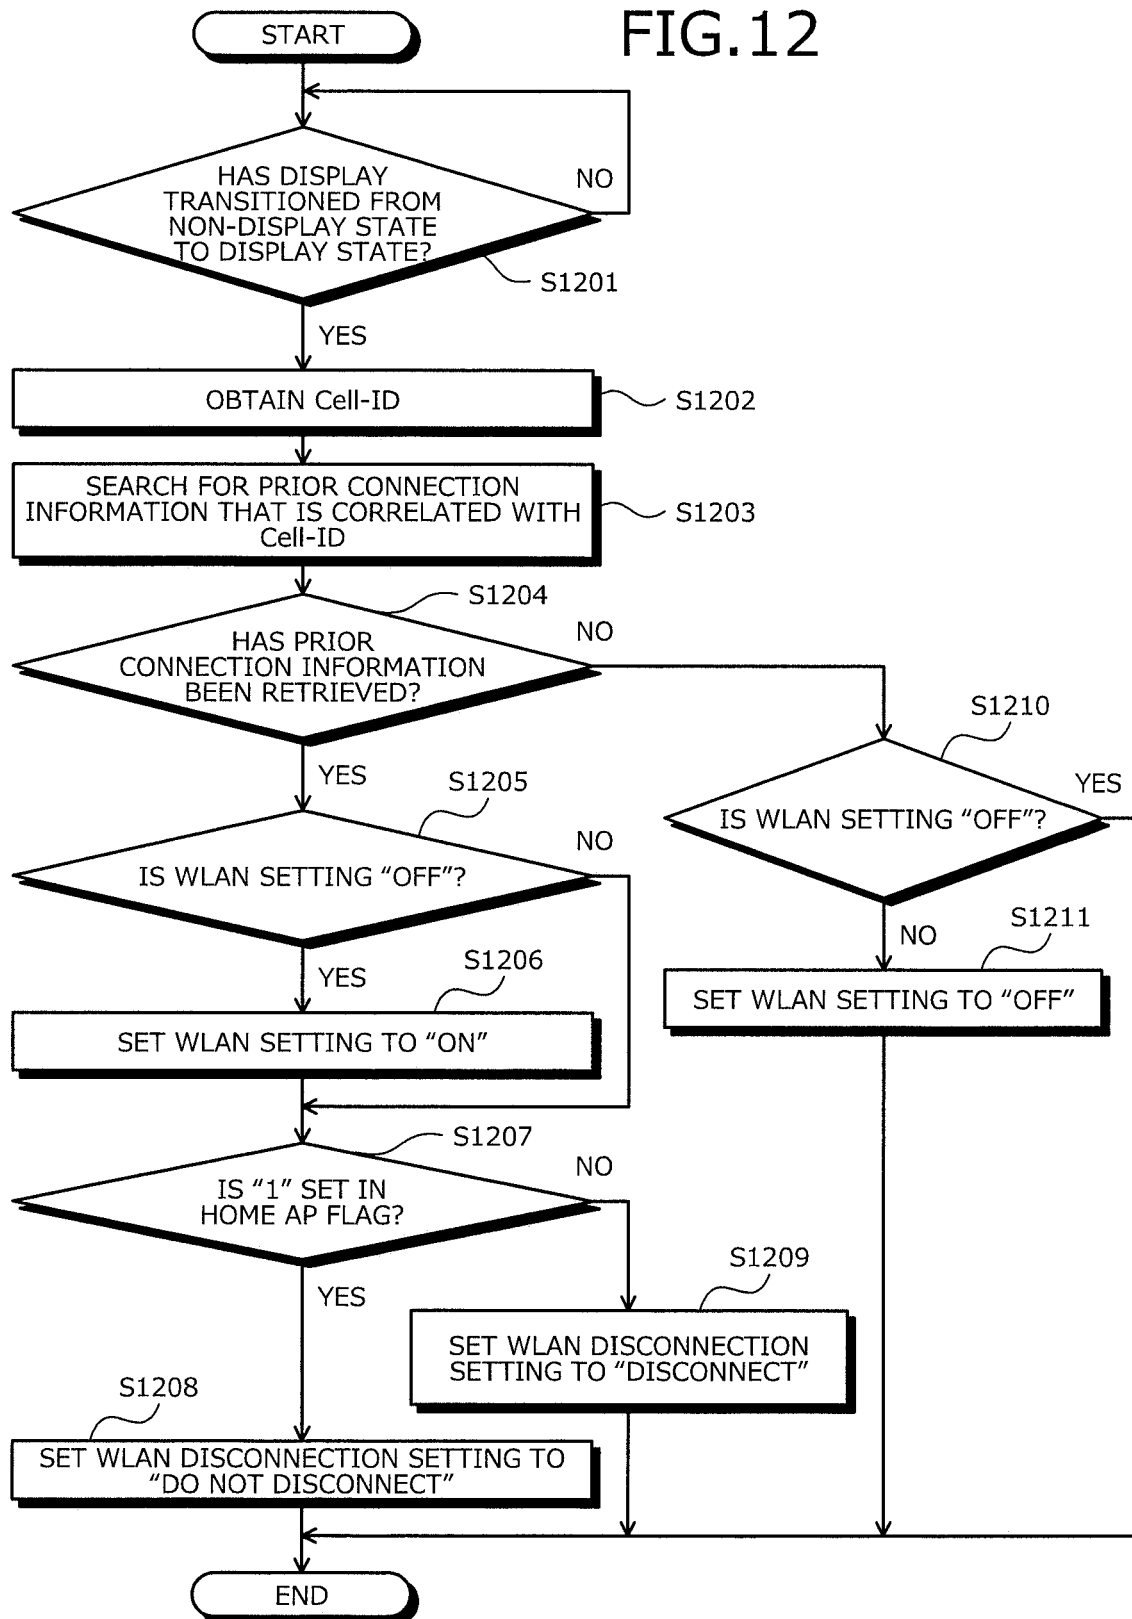 FIG.12
START
HAS DISPLAY
TRANSITIONED FROM
NON-DISPLAY STATE
TO DISPLAY STATE?
NO
S1201
YES
OBTAIN Cell-ID
S1202
SEARCH FOR PRIOR CONNECTION
INFORMATION THAT IS CORRELATED WITH
Cell-ID
S1203
S1204
HAS PRIOR
CONNECTION INFORMATION
BEEN RETRIEVED?
NO
YES
S1205
IS WLAN SETTING “OFF”?
NO
YES
S1206
SET WLAN SETTING TO “ON”
S1210
IS WLAN SETTING “OFF”?
YES
NO
S1211
SET WLAN SETTING TO “OFF”
S1207
IS “1” SET IN
HOME AP FLAG?
NO
YES
S1209
SET WLAN DISCONNECTION
SETTING TO “DISCONNECT”
S1208
SET WLAN DISCONNECTION SETTING TO
“DO NOT DISCONNECT”
END